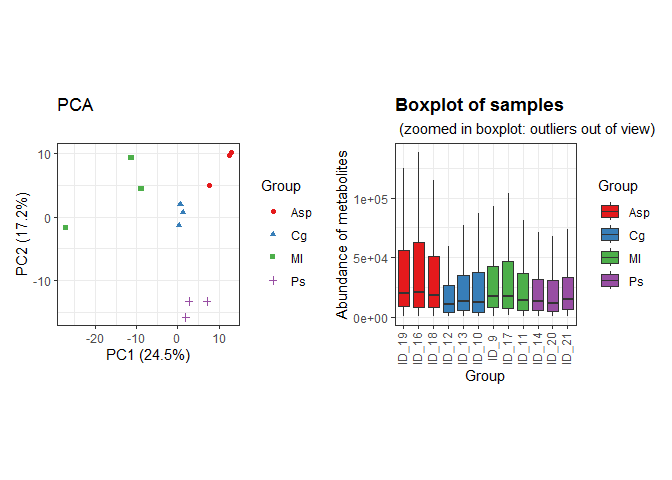 PCA
10
0
-10
-20
-10
0
10
PC2 (17.2%)
PC1 (24.5%)
Group
Asp
Cg
MI
Ps
Boxplot of samples
(zoomed in boxplot: outliers out of view)
Abundance of metabolites
1e+05
5e+04
0e+00
ID_19
ID_16
ID_18
ID_12
ID_13
ID_10
ID_9
ID_17
ID_11
ID_14
ID_20
ID_21
Group
Group
Asp
Cg
MI
Ps